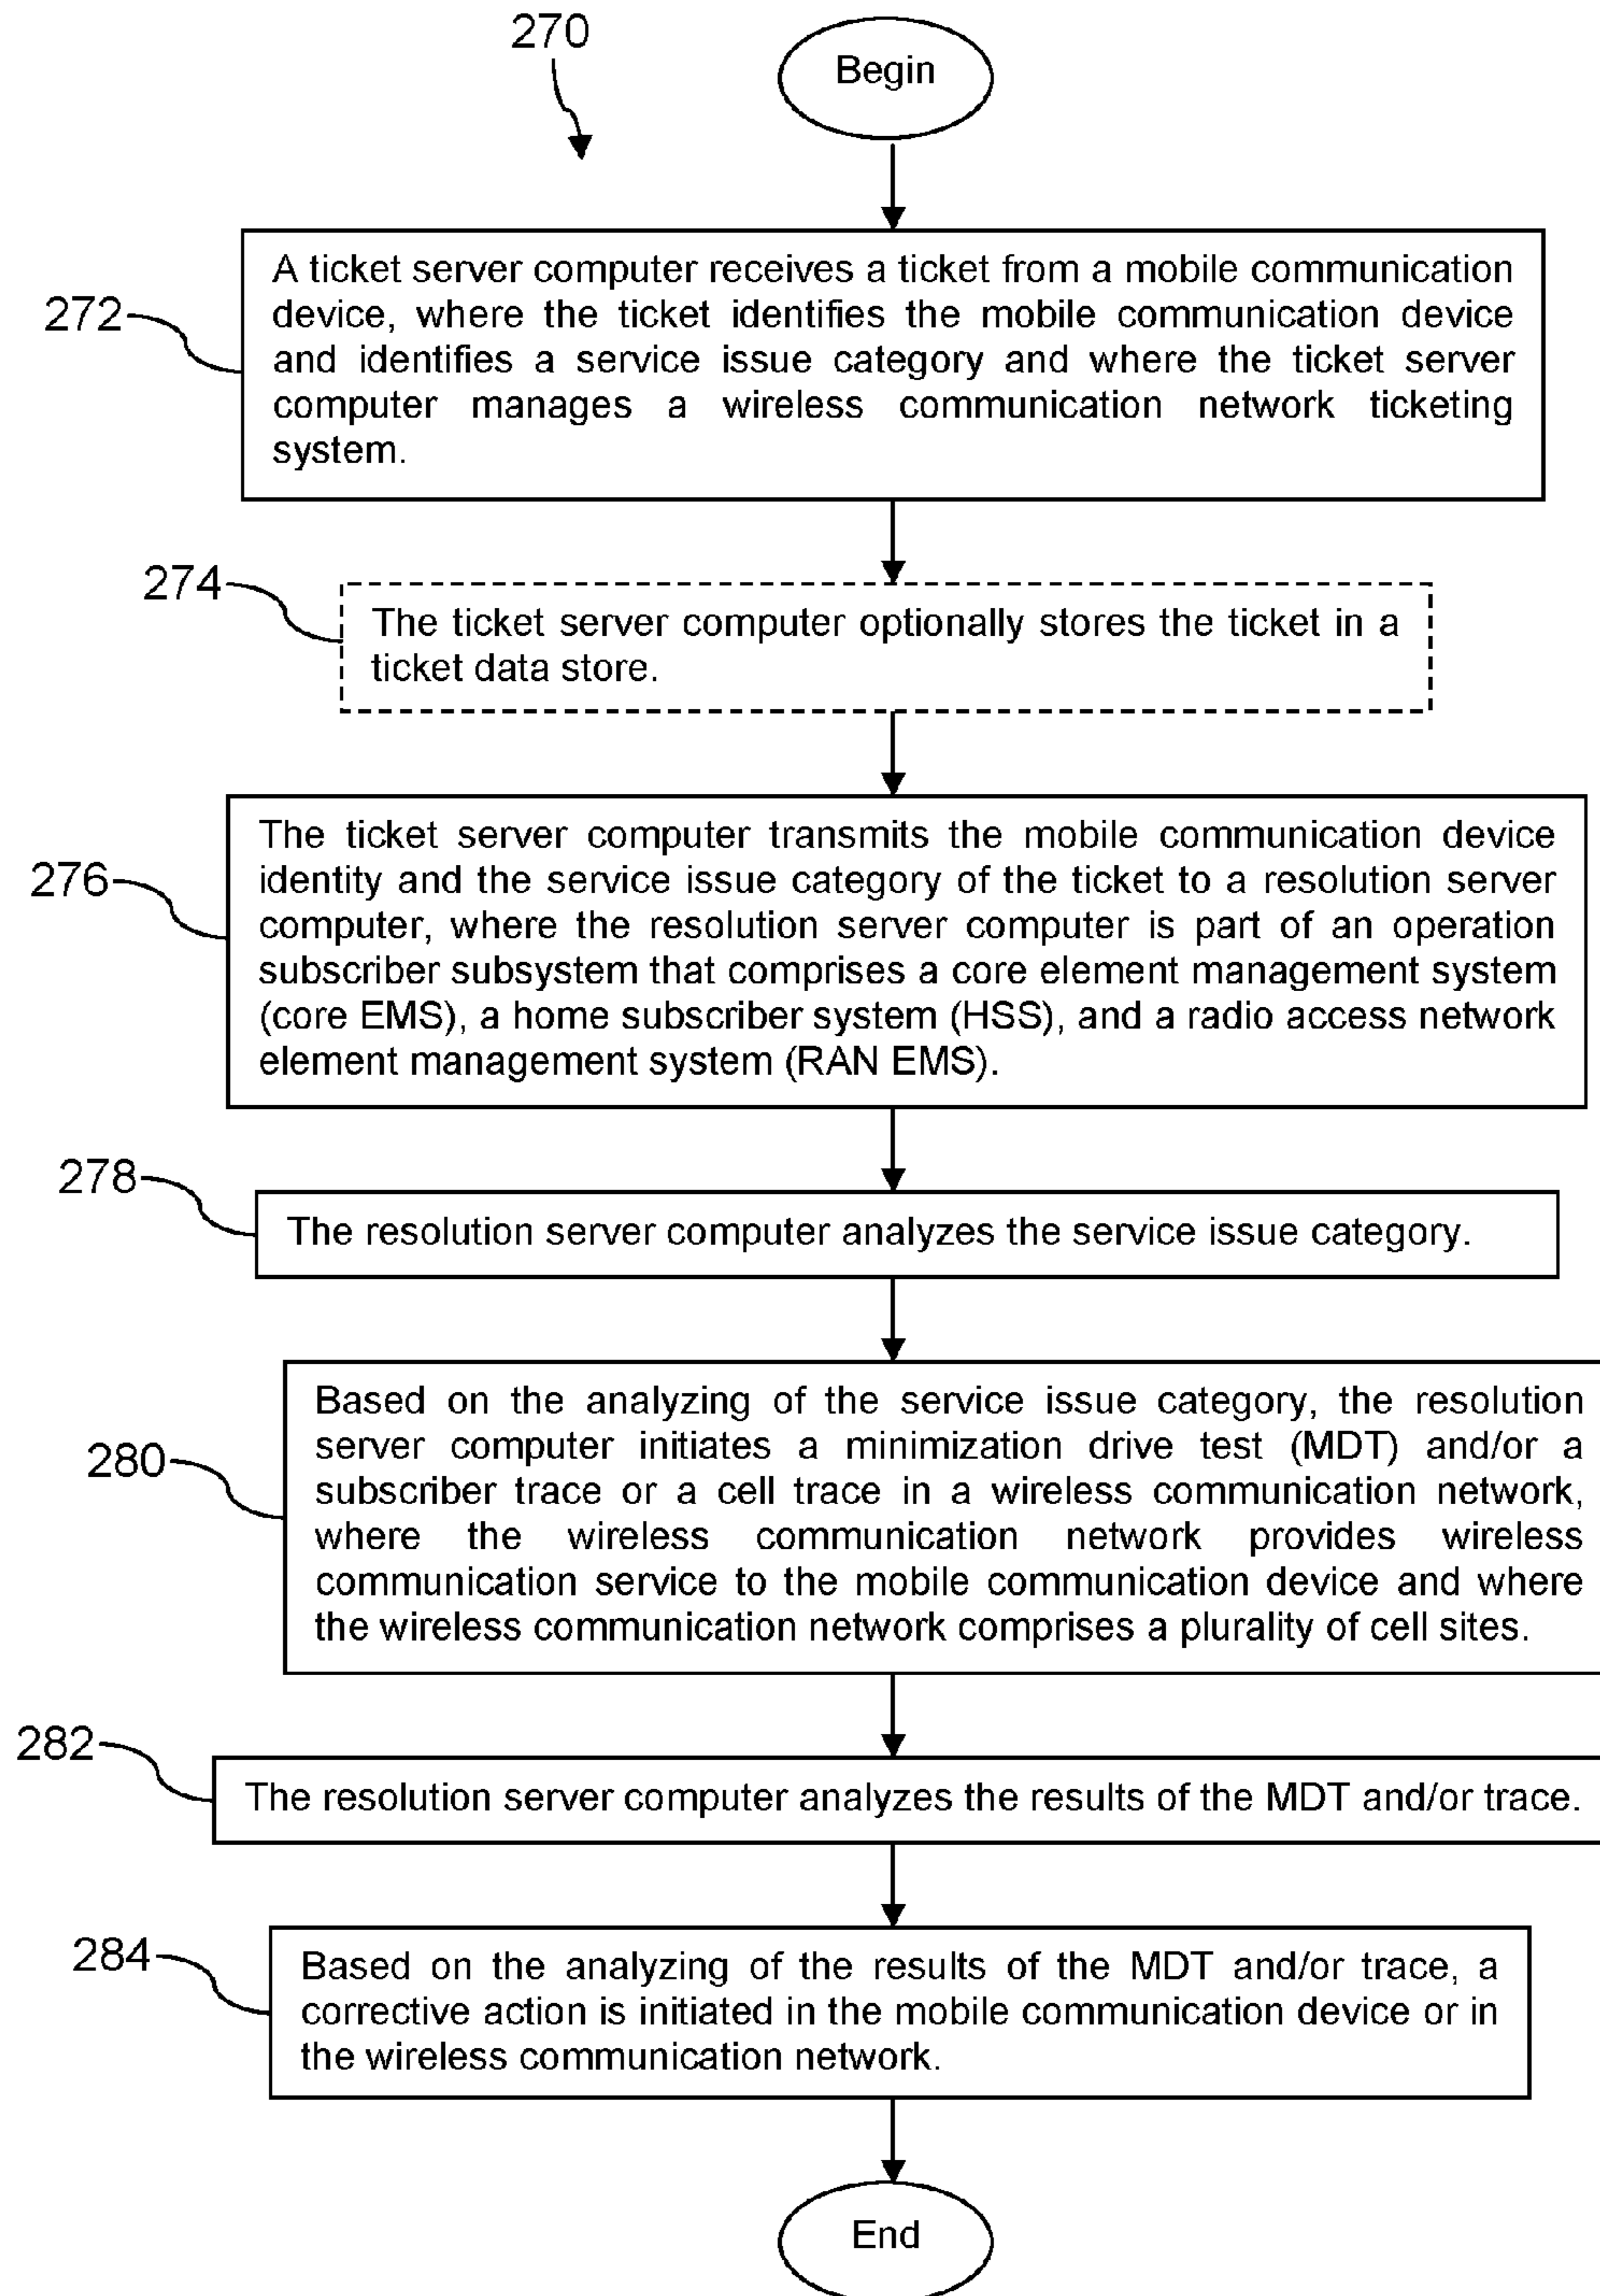 270
Begin
272
A ticket server computer receives a ticket from a mobile communication
device, where the ticket identifies the mobile communication device
and identifies a service issue category and where the ticket server
computer manages a wireless communication network ticketing
system.
274
The ticket server computer optionally stores the ticket in a
ticket data store.
276
The ticket server computer transmits the mobile communication device
identity and the service issue category of the ticket to a resolution server
computer, where the resolution server computer is part of an operation
subscriber subsystem that comprises a core element management system
(core EMS), a home subscriber system (HSS), and a radio access network
element management system (RAN EMS).
278
The resolution server computer analyzes the service issue category.
280
Based on the analyzing of the service issue category, the resolution
server computer initiates a minimization drive test (MDT) and/or a
subscriber trace or a cell trace in a wireless communication network,
where the wireless communication network provides wireless
communication service to the mobile communication device and where
the wireless communication network comprises a plurality of cell sites.
282
The resolution server computer analyzes the results of the MDT and/or trace.
284
Based on the analyzing of the results of the MDT and/or trace, a
corrective action is initiated in the mobile communication device or in
the wireless communication network.
End